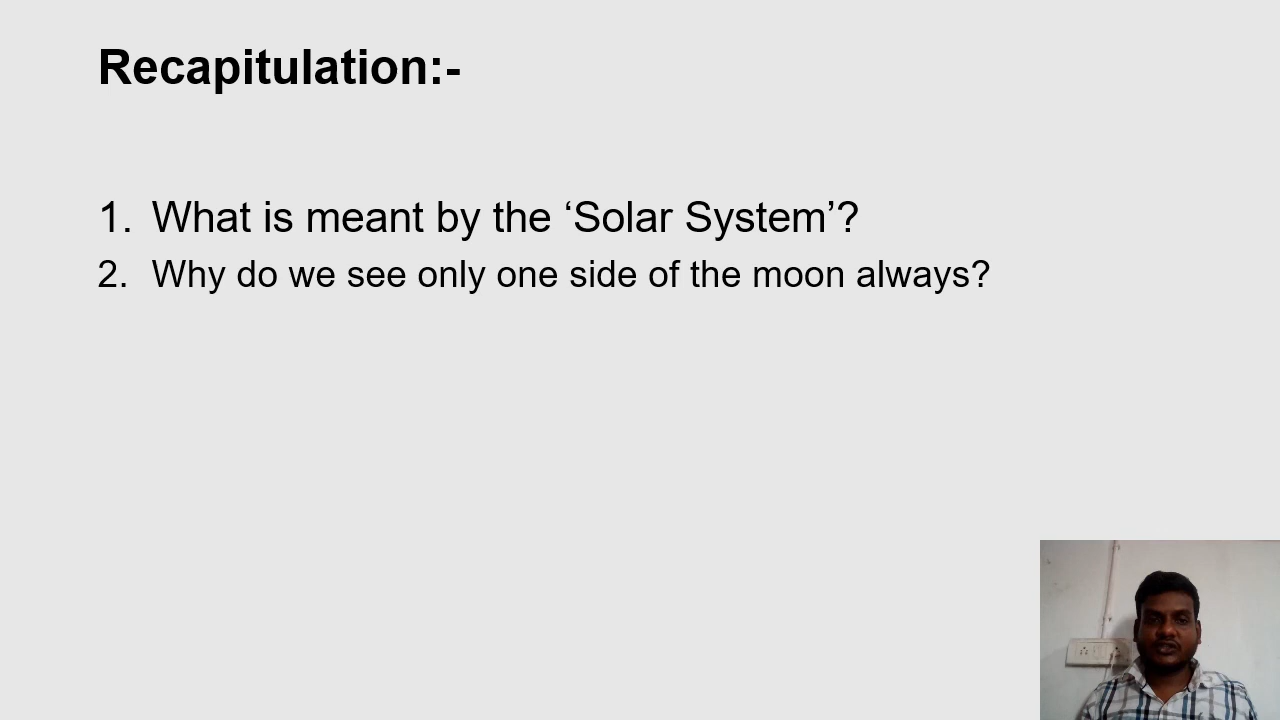 Recapitulation:-
1. What is meant by the ‘Solar System’?
2. Why do we see only one side of the moon always?